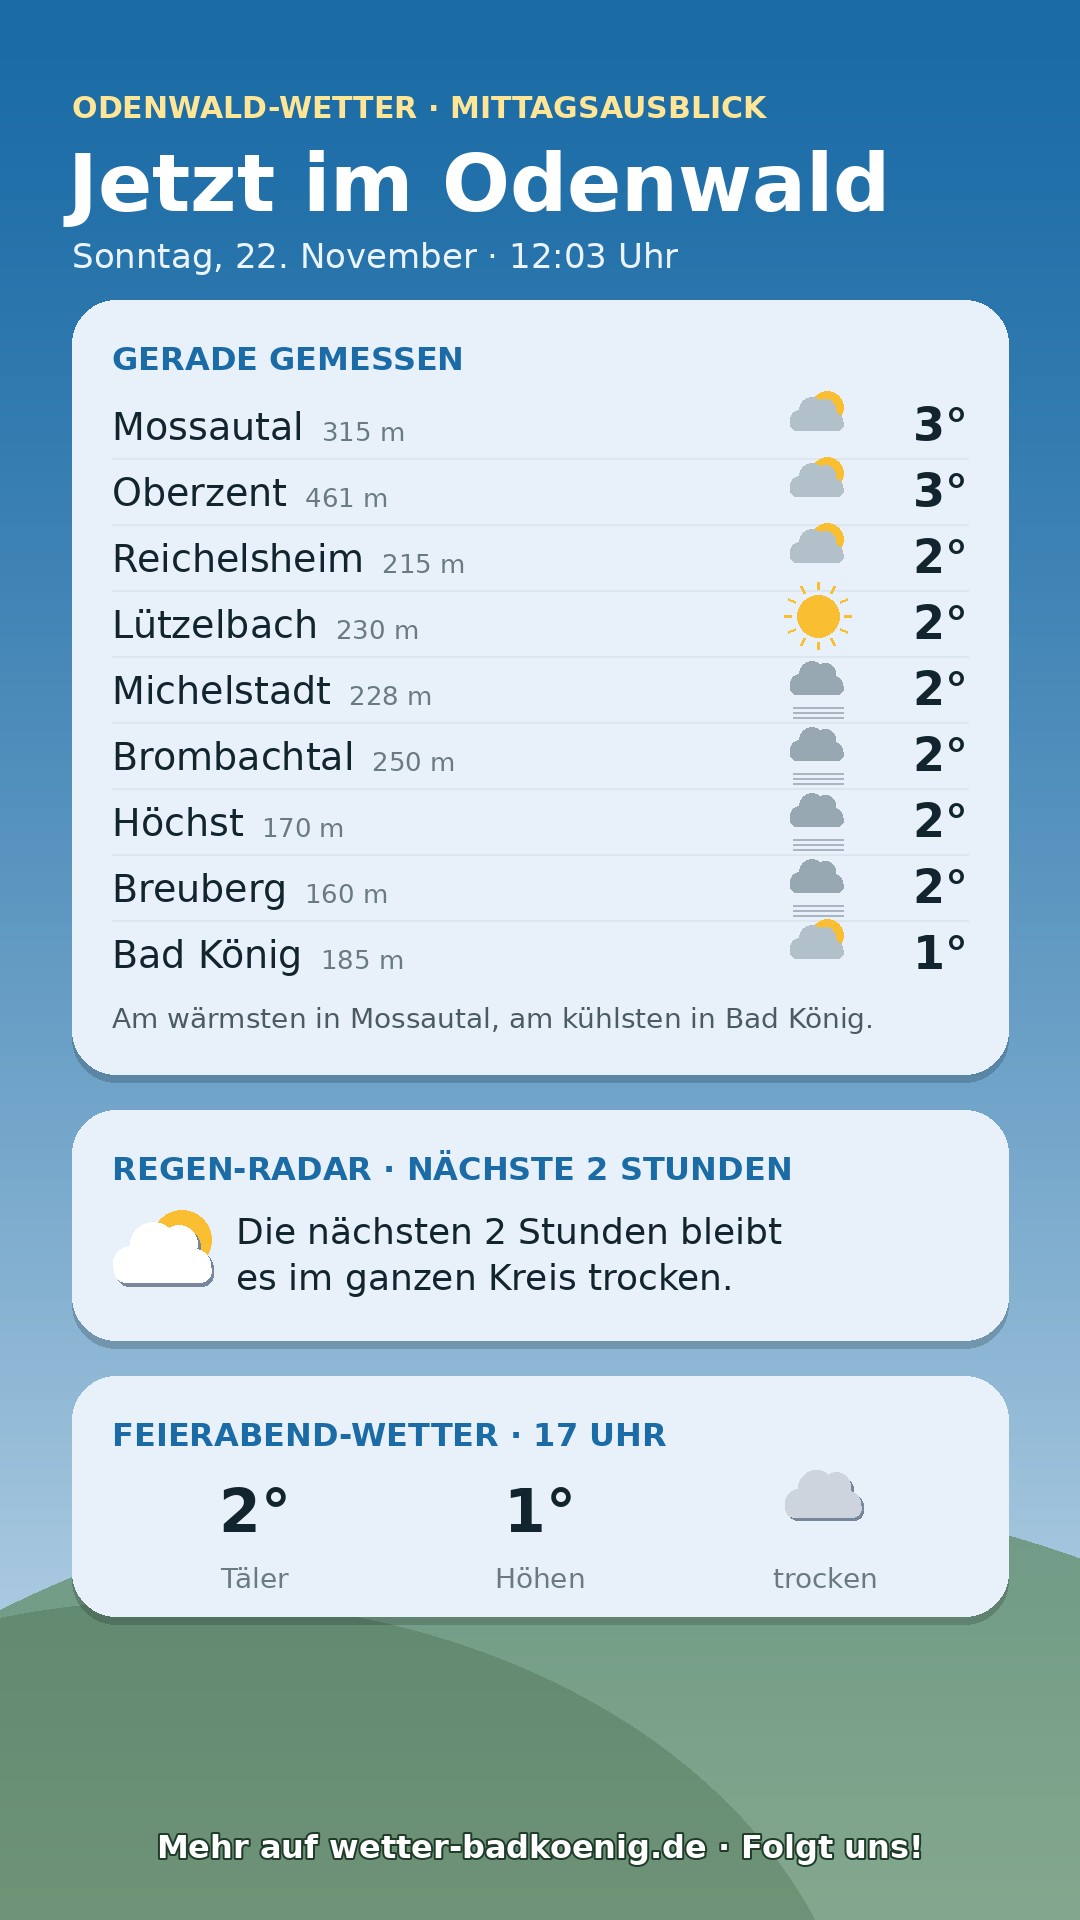 ODENWALD-WETTER · MITTAGSAUSBLICK
Jetzt im Odenwald
Sonntag, 22. November · 12:03 Uhr
GERADE GEMESSEN
Mossautal 315 m 3°
Oberzent 461 m 3°
Reichelsheim 215 m 2°
Lützelbach 230 m 2°
Michelstadt 228 m 2°
Brombachtal 250 m 2°
Höchst 170 m 2°
Breuberg 160 m 2°
Bad König 185 m 1°
Am wärmsten in Mossautal, am kühlsten in Bad König.
REGEN-RADAR · NÄCHSTE 2 STUNDEN
Die nächsten 2 Stunden bleibt
es im ganzen Kreis trocken.
FEIERABEND-WETTER · 17 UHR
2° 1°
Täler Höhen trocken
Mehr auf wetter-badkoenig.de · Folgt uns!